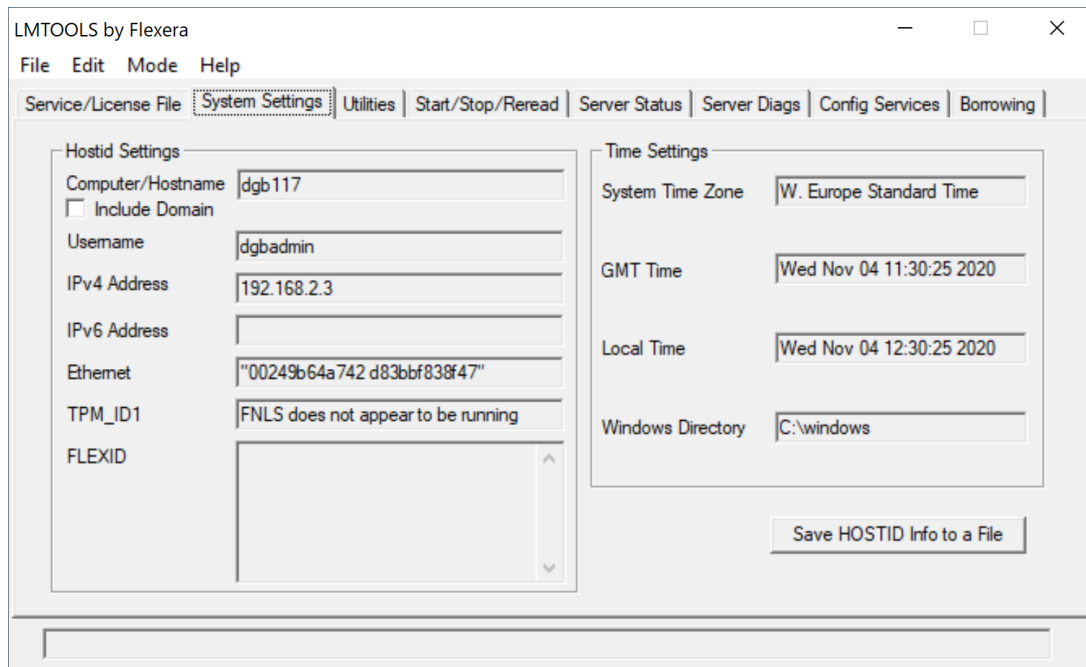 LMTOOLS by Flexera
File Edit Mode Help
Service/License File System Settings Utilities Start/Stop/Reread Server Status Server Diags Config Services Borrowing
Hostid Settings
Computer/Hostname dgb117
Include Domain
Username dgbadmin
IPv4 Address 192.168.2.3
IPv6 Address
Ethernet "00249b64a742 d83bbf838f47"
TPM_ID1 FNLS does not appear to be running
FLEXID
Time Settings
System Time Zone W. Europe Standard Time
GMT Time Wed Nov 04 11:30:25 2020
Local Time Wed Nov 04 12:30:25 2020
Windows Directory C:\windows
Save HOSTID Info to a File